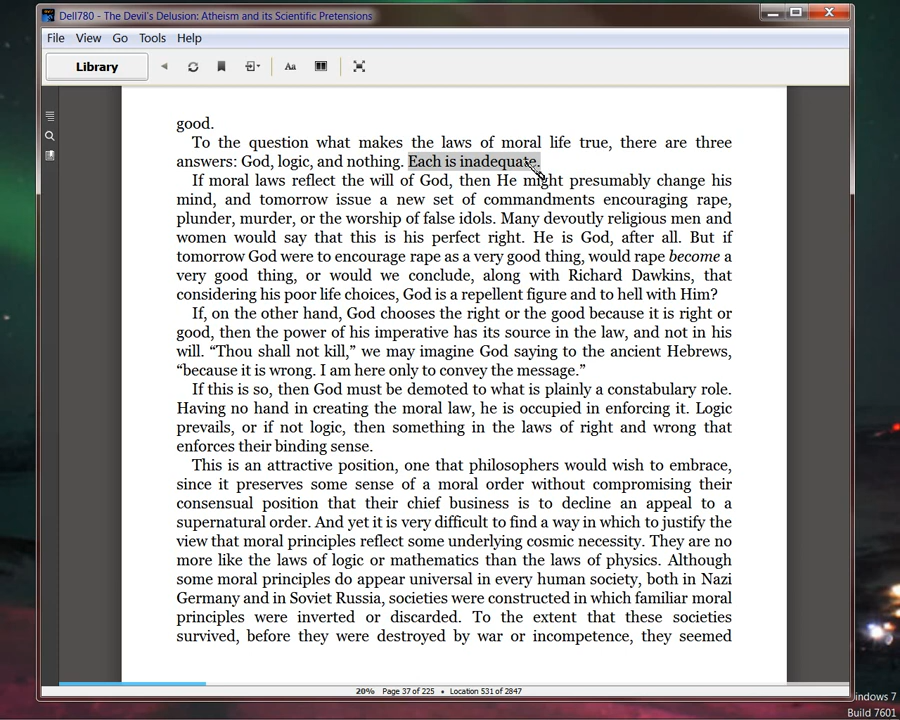 Dell780 - The Devil's Delusion: Atheism and its Scientific Pretensions
File View Go Tools Help
Library Aa
good.
To the question what makes the laws of moral life true, there are three
answers: God, logic, and nothing. Each is inadequate.
If moral laws reflect the will of God, then He might presumably change his
mind, and tomorrow issue a new set of commandments encouraging rape,
plunder, murder, or the worship of false idols. Many devoutly religious men and
women would say that this is his perfect right. He is God, after all. But if
tomorrow God were to encourage rape as a very good thing, would rape become a
very good thing, or would we conclude, along with Richard Dawkins, that
considering his poor life choices, God is a repellent figure and to hell with Him?
If, on the other hand, God chooses the right or the good because it is right or
good, then the power of his imperative has its source in the law, and not in his
will. “Thou shall not kill,” we may imagine God saying to the ancient Hebrews,
“because it is wrong. I am here only to convey the message.”
If this is so, then God must be demoted to what is plainly a constabulary role.
Having no hand in creating the moral law, he is occupied in enforcing it. Logic
prevails, or if not logic, then something in the laws of right and wrong that
enforces their binding sense.
This is an attractive position, one that philosophers would wish to embrace,
since it preserves some sense of a moral order without compromising their
consensual position that their chief business is to decline an appeal to a
supernatural order. And yet it is very difficult to find a way in which to justify the
view that moral principles reflect some underlying cosmic necessity. They are no
more like the laws of logic or mathematics than the laws of physics. Although
some moral principles do appear universal in every human society, both in Nazi
Germany and in Soviet Russia, societies were constructed in which familiar moral
principles were inverted or discarded. To the extent that these societies
survived, before they were destroyed by war or incompetence, they seemed
20% Page 37 of 225 • Location 531 of 2847
indows 7
Build 7601